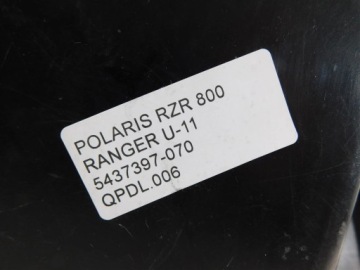 POLARIS RZR 800
RANGER U-11
5437397-070
QPDL.006